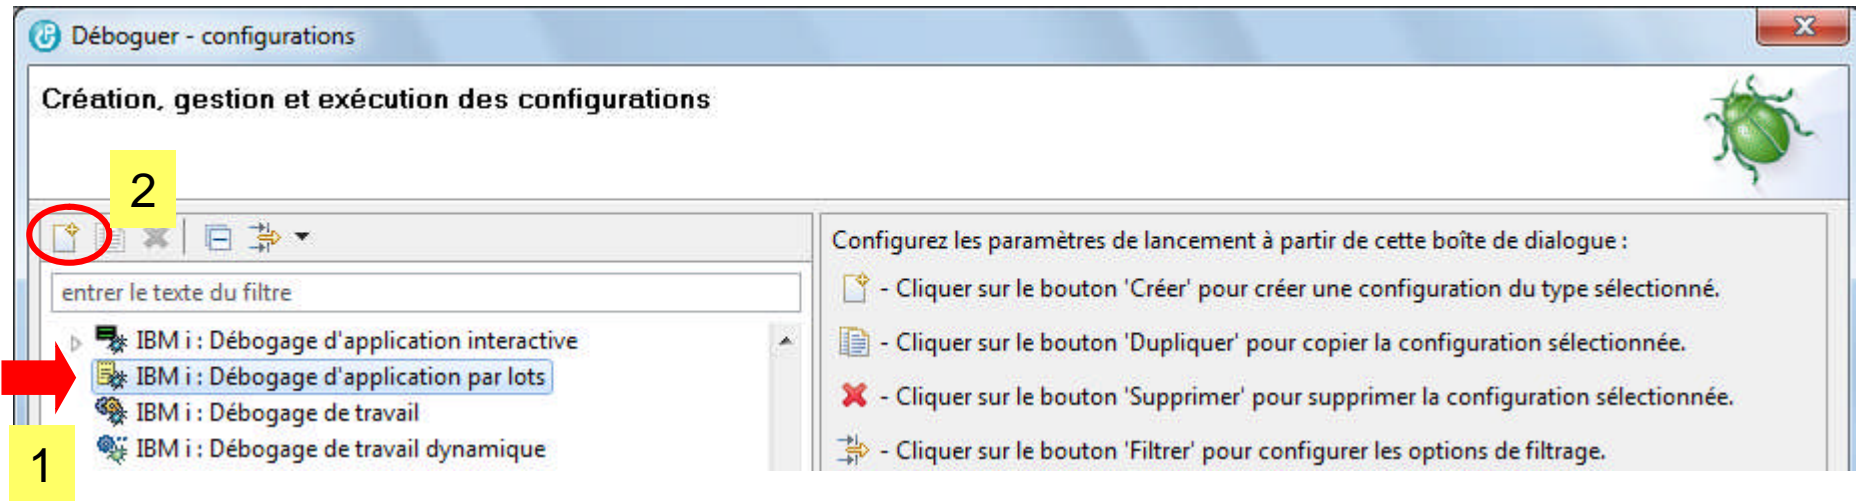 Déboguer - configurations
Création, gestion et exécution des configurations
2
entrer le texte du filtre
IBM i : Débogage d'application interactive
IBM i : Débogage d'application par lots
IBM i : Débogage de travail
IBM i : Débogage de travail dynamique
1
Configurez les paramètres de lancement à partir de cette boîte de dialogue :
- Cliquer sur le bouton 'Créer' pour créer une configuration du type sélectionné.
- Cliquer sur le bouton 'Dupliquer' pour copier la configuration sélectionnée.
- Cliquer sur le bouton 'Supprimer' pour supprimer la configuration sélectionnée.
- Cliquer sur le bouton 'Filtrer' pour configurer les options de filtrage.